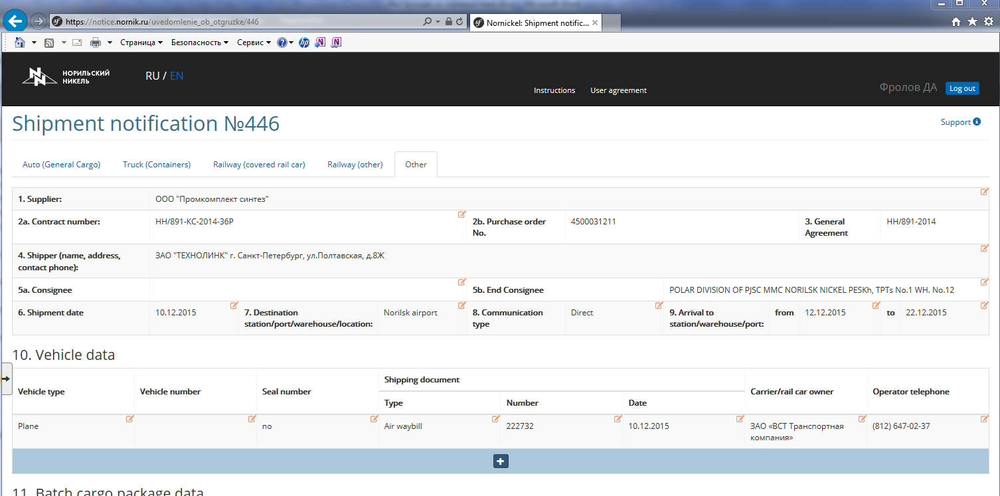 https://notice.nornik.ru/uvedomlenie_ob_otgruzke/446
Nornickel: Shipment notific...
Страница
Безопасность
Сервис
НОРИЛЬСКИЙ
НИКЕЛЬ
RU / EN
Instructions
User agreement
Фролов ДА
Log out
Shipment notification №446
Support
Auto (General Cargo)
Truck (Containers)
Railway (covered rail car)
Railway (other)
Other
1. Supplier:
ООО "Промкомплект синтез"
2a. Contract number:
НН/891-КС-2014-36Р
2b. Purchase order
No.
4500031211
3. General
Agreement
НН/891-2014
4. Shipper (name, address,
contact phone):
ЗАО "ТЕХНОЛИНК" г. Санкт-Петербург, ул.Полтавская, д.8Ж
5a. Consignee
5b. End Consignee
POLAR DIVISION OF PJSC MMC NORILSK NICKEL PESKh, TPTs No.1 WH. No.12
6. Shipment date
10.12.2015
7. Destination
station/port/warehouse/location:
Norilsk airport
8. Communication
type
Direct
9. Arrival to
station/warehouse/port:
from
12.12.2015
to
22.12.2015
10. Vehicle data
Vehicle type
Vehicle number
Seal number
Shipping document
Type
Number
Date
Carrier/rail car owner
Operator telephone
Plane
no
Air waybill
222732
10.12.2015
ЗАО «ВСТ Транспортная
компания»
(812) 647-02-37
11. Batch cargo package data